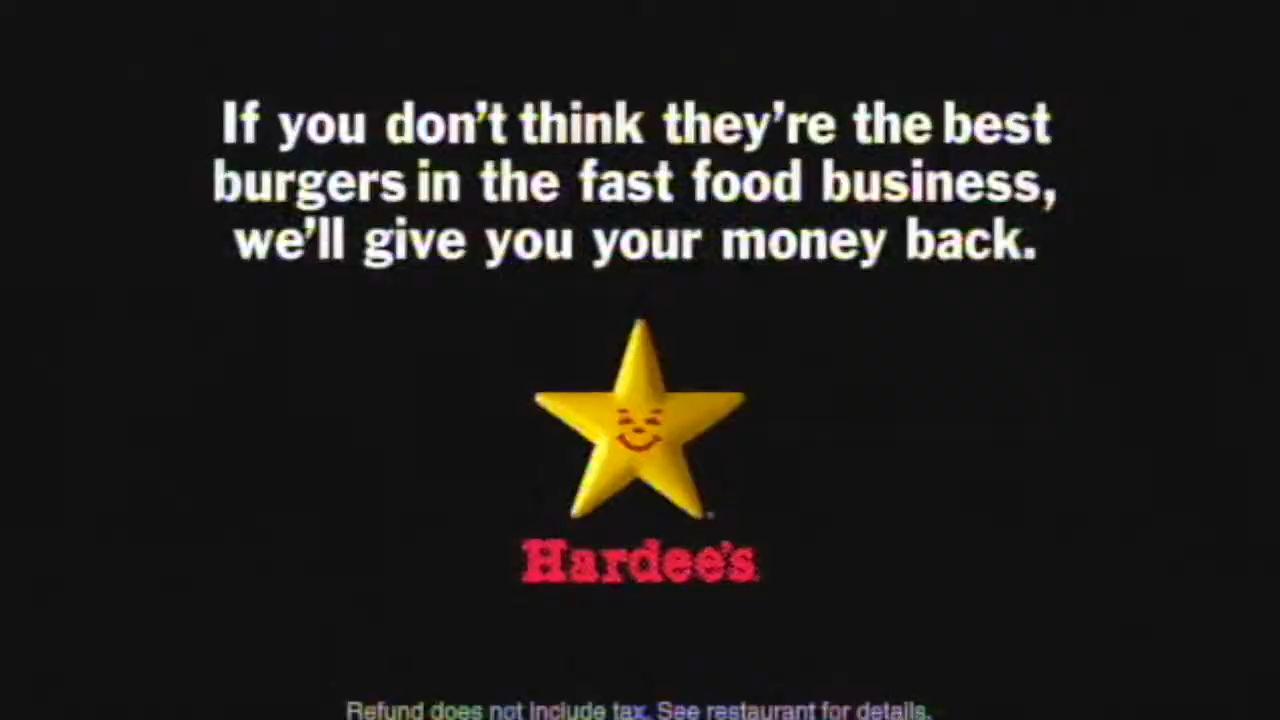 If you don't think they're the best
burgers in the fast food business,
we'll give you your money back.
Hardee's
Refund does not include tax. See restaurant for details.